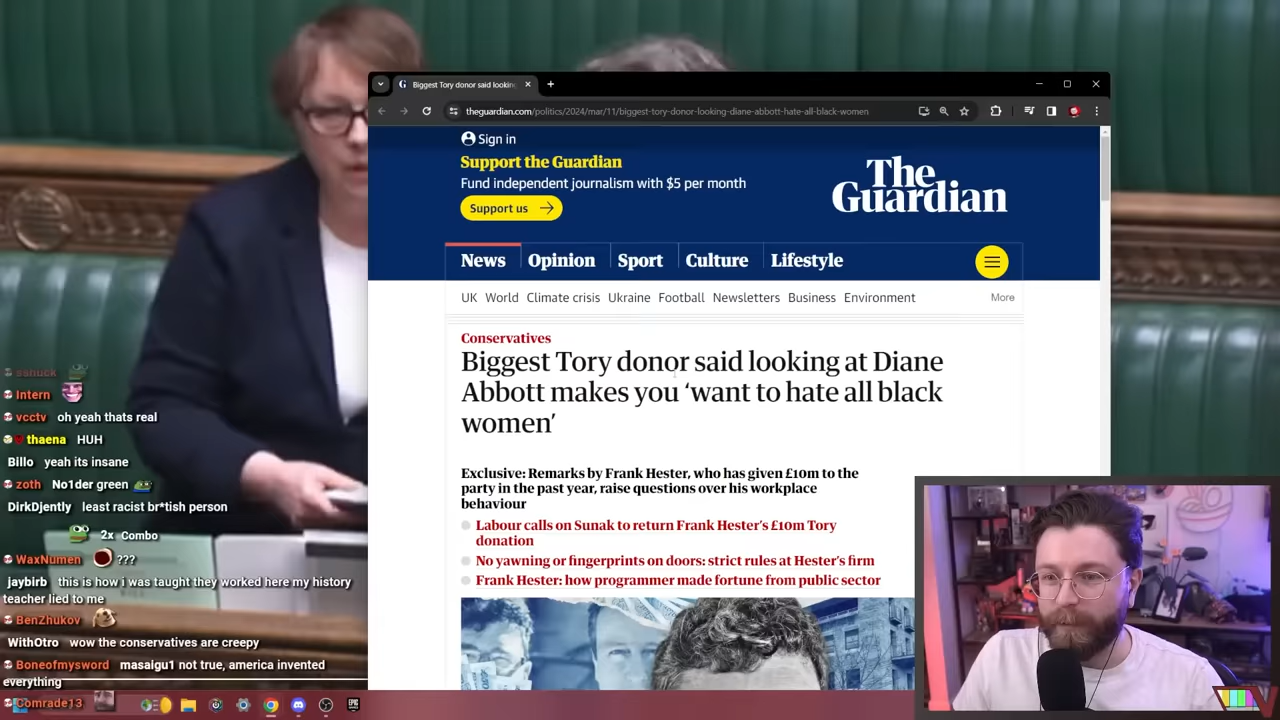 Biggest Tory donor said lookin
theguardian.com/politics/2024/mar/11/biggest-tory-donor-looking-diane-abbott-hate-all-black-women
Sign in
Support the Guardian
Fund independent journalism with $5 per month
Support us
The
Guardian
News
Opinion
Sport
Culture
Lifestyle
UK World Climate crisis Ukraine Football Newsletters Business Environment More
Conservatives
Biggest Tory donor said looking at Diane
Abbott makes you ‘want to hate all black
women’
Exclusive: Remarks by Frank Hester, who has given £10m to the
party in the past year, raise questions over his workplace
behaviour
Labour calls on Sunak to return Frank Hester’s £10m Tory
donation
No yawning or fingerprints on doors: strict rules at Hester’s firm
Frank Hester: how programmer made fortune from public sector
sshuck
Intern
vcctv oh yeah thats real
thaena HUH
Billo yeah its insane
zoth No1der green
DirkDjently least racist br*tish person
2x Combo
WaxNumen ???
jaybirb this is how i was taught they worked here my history
teacher lied to me
BenZhukov
WithOtro wow the conservatives are creepy
Boneofmysword masaigu1 not true, america invented
everything
Comrade13
EPIC